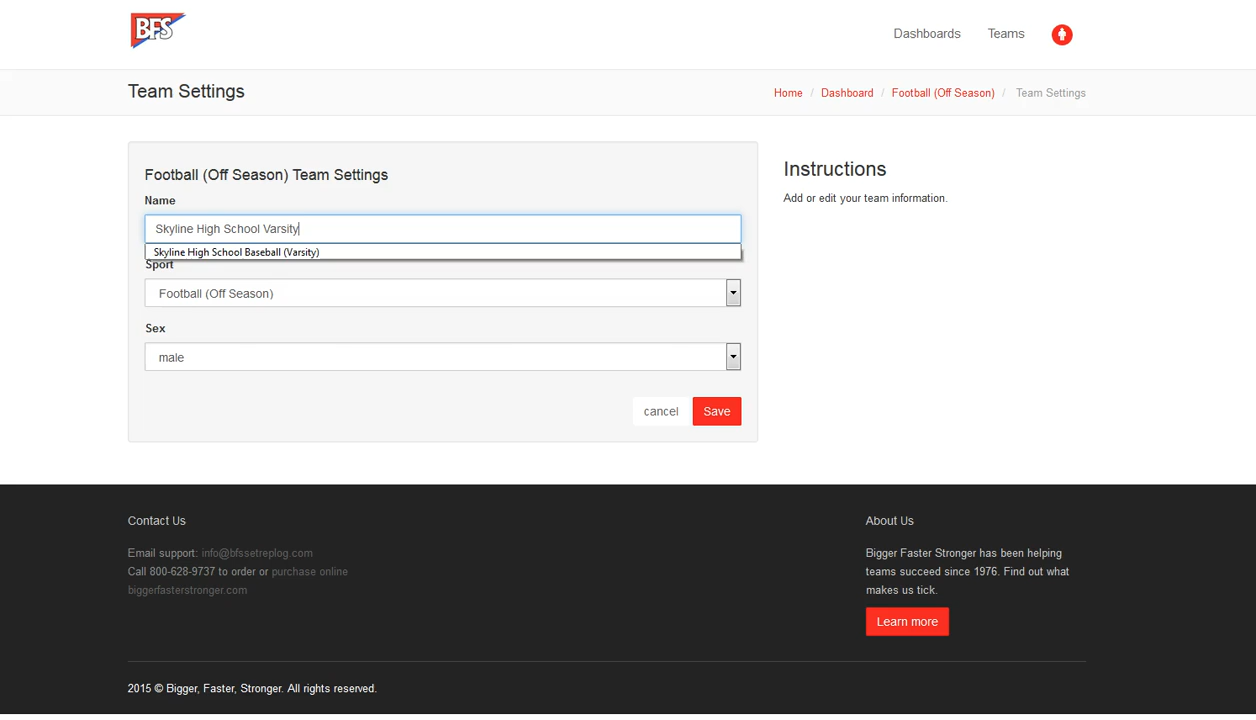 BFS
Dashboards
Teams
Team Settings
Home / Dashboard / Football (Off Season) / Team Settings
Football (Off Season) Team Settings
Name
Skyline High School Varsity
Skyline High School Baseball (Varsity)
Sport
Football (Off Season)
Sex
male
cancel
Save
Instructions
Add or edit your team information.
Contact Us
Email support: info@bfssetreplog.com
Call 800-628-9737 to order or purchase online
biggerfasterstronger.com
About Us
Bigger Faster Stronger has been helping
teams succeed since 1976. Find out what
makes us tick.
Learn more
2015 © Bigger, Faster, Stronger. All rights reserved.